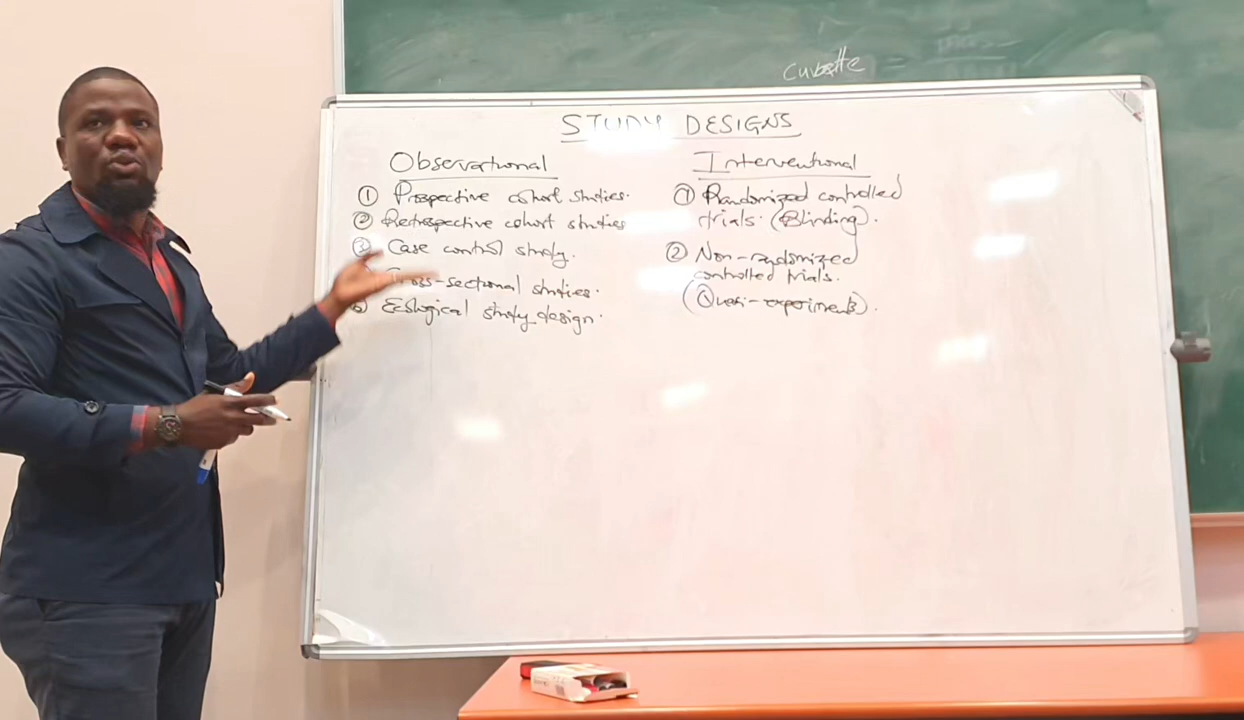 cuvette
STUDY DESIGNS
Observational
① Prospective cohort studies.
② Retrospective cohort studies
③ Case control study.
Cross-sectional studies.
Ecological study design.
Interventional
① Randomized controlled
trials. (Blinding).
② Non-randomized
controlled trials.
(Quasi-experiments).